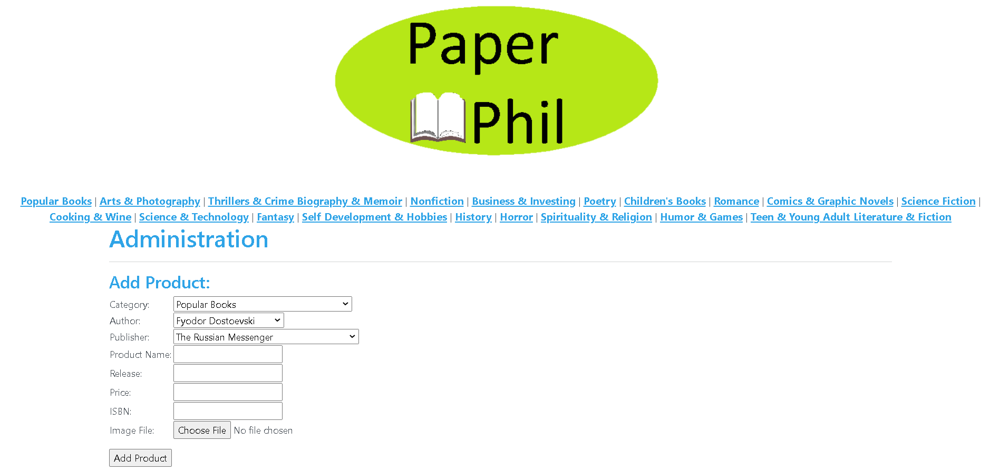 Paper
Phil
Popular Books | Arts & Photography | Thrillers & Crime Biography & Memoir | Nonfiction | Business & Investing | Poetry | Children's Books | Romance | Comics & Graphic Novels | Science Fiction |
Cooking & Wine | Science & Technology | Fantasy | Self Development & Hobbies | History | Horror | Spirituality & Religion | Humor & Games | Teen & Young Adult Literature & Fiction
Administration
Add Product:
Category: Popular Books
Author: Fyodor Dostoevski
Publisher: The Russian Messenger
Product Name:
Release:
Price:
ISBN:
Image File: Choose File No file chosen
Add Product